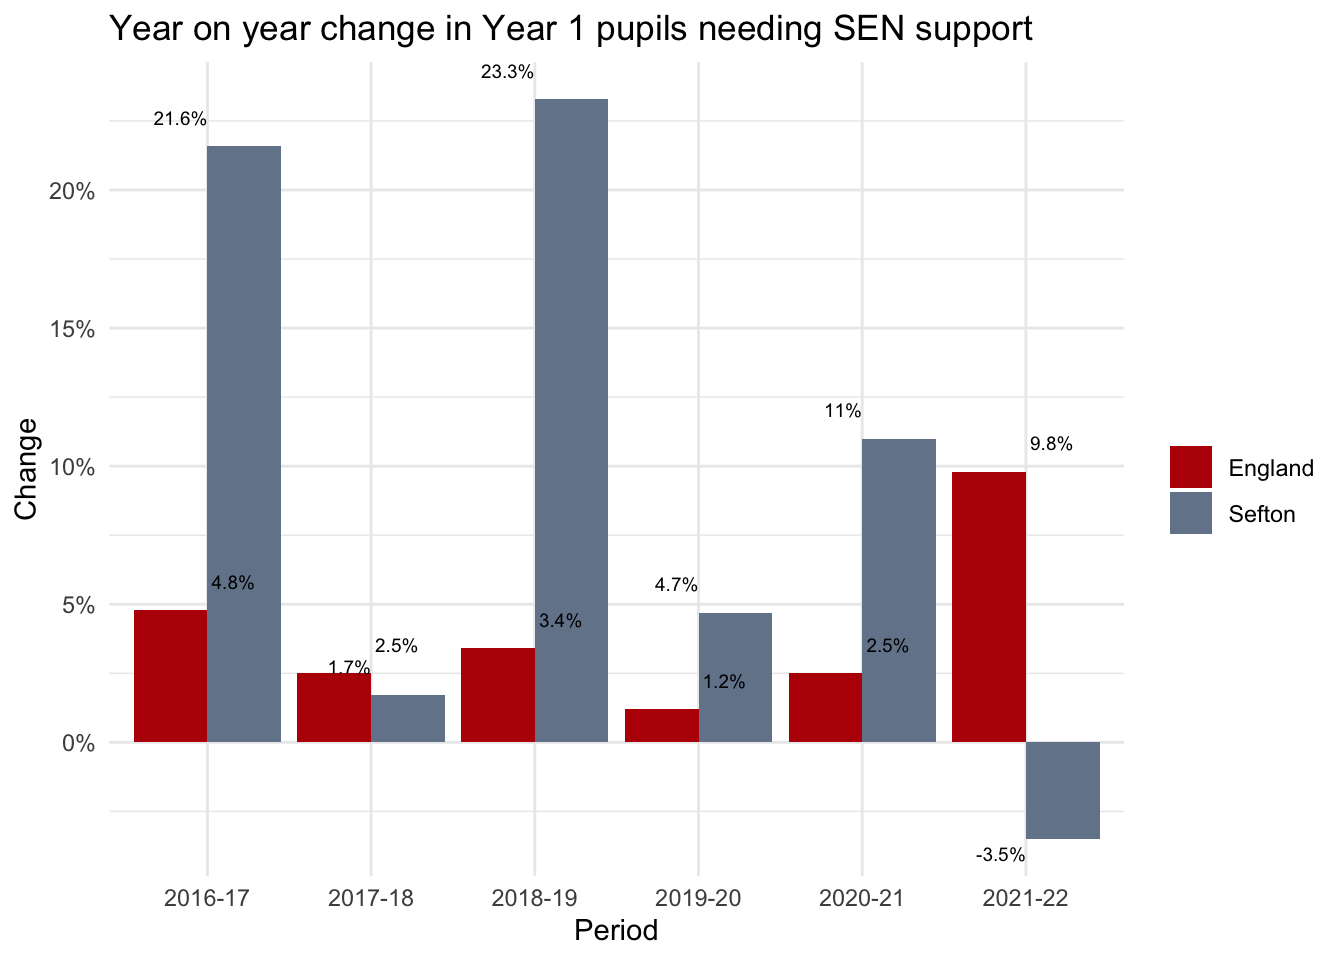 Year on year change in Year 1 pupils needing SEN support
23.3%
21.6%
20%
15%
11%
9.8%
10%
Change
England
Sefton
4.7%
4.8%
5%
3.4%
2.5%
2.5%
1.7%
1.2%
0%
-3.5%
2016-17 2017-18 2018-19 2019-20 2020-21 2021-22
Period